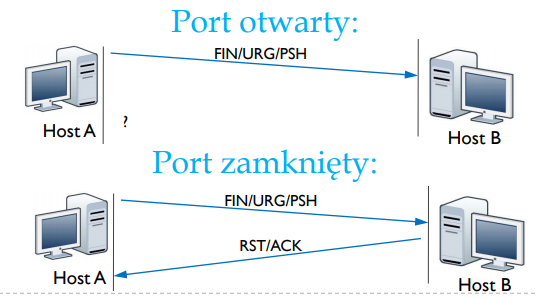 Port otwarty:
FIN/URG/PSH
Host A
?
Host B
Port zamknięty:
FIN/URG/PSH
RST/ACK
Host A
Host B